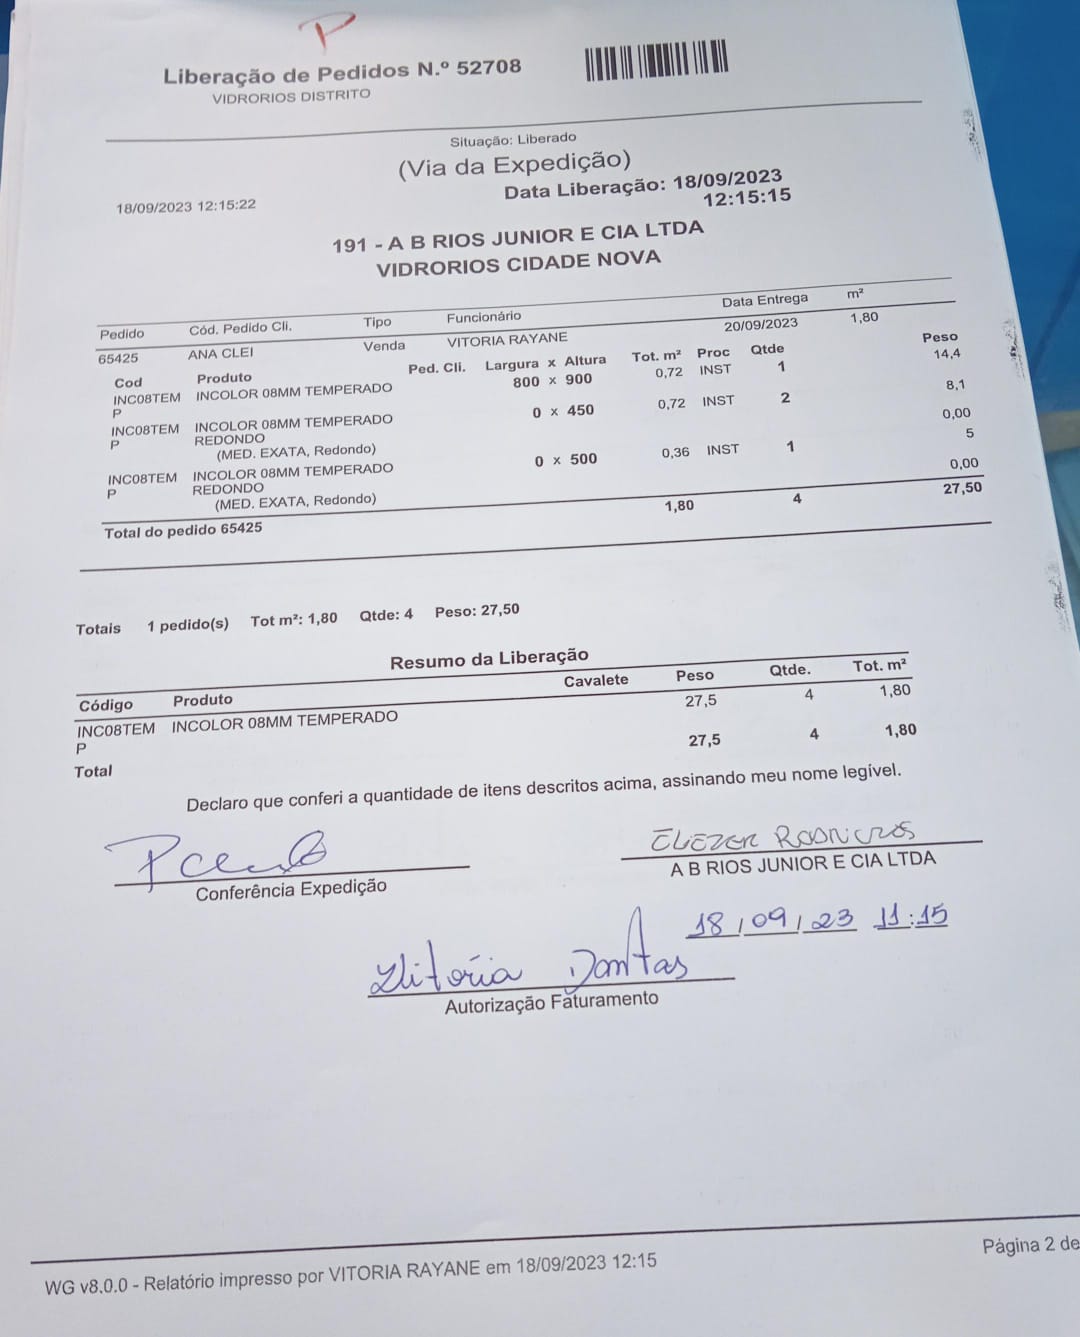 P
Liberação de Pedidos N.º 52708
VIDRORIOS DISTRITO
Situação: Liberado
(Via da Expedição)
18/09/2023 12:15:22
Data Liberação: 18/09/2023
12:15:15
191 - A B RIOS JUNIOR E CIA LTDA
VIDRORIOS CIDADE NOVA
Pedido Cód. Pedido Cli. Tipo Funcionário Data Entrega m²
65425 ANA CLEI Venda VITORIA RAYANE 20/09/2023 1,80
Cod Produto Ped. Cli. Largura x Altura Tot. m² Proc Qtde Peso
INC08TEM INCOLOR 08MM TEMPERADO 800 x 900 0,72 INST 1 14,4
P
INC08TEM INCOLOR 08MM TEMPERADO 0 x 450 0,72 INST 2 8,1
P REDONDO
(MED. EXATA, Redondo) 0,00
INC08TEM INCOLOR 08MM TEMPERADO 0 x 500 0,36 INST 1 5
P REDONDO
(MED. EXATA, Redondo) 0,00
Total do pedido 65425 1,80 4 27,50
Totais 1 pedido(s) Tot m²: 1,80 Qtde: 4 Peso: 27,50
Resumo da Liberação
Código Produto Cavalete Peso Qtde. Tot. m²
INC08TEM INCOLOR 08MM TEMPERADO 27,5 4 1,80
P
Total 27,5 4 1,80
Declaro que conferi a quantidade de itens descritos acima, assinando meu nome legível.
ELEZER
Conferência Expedição A B RIOS JUNIOR E CIA LTDA
18/09/23 11:15
Vitória Dantas
Autorização Faturamento
WG v8.0.0 - Relatório impresso por VITORIA RAYANE em 18/09/2023 12:15
Página 2 de